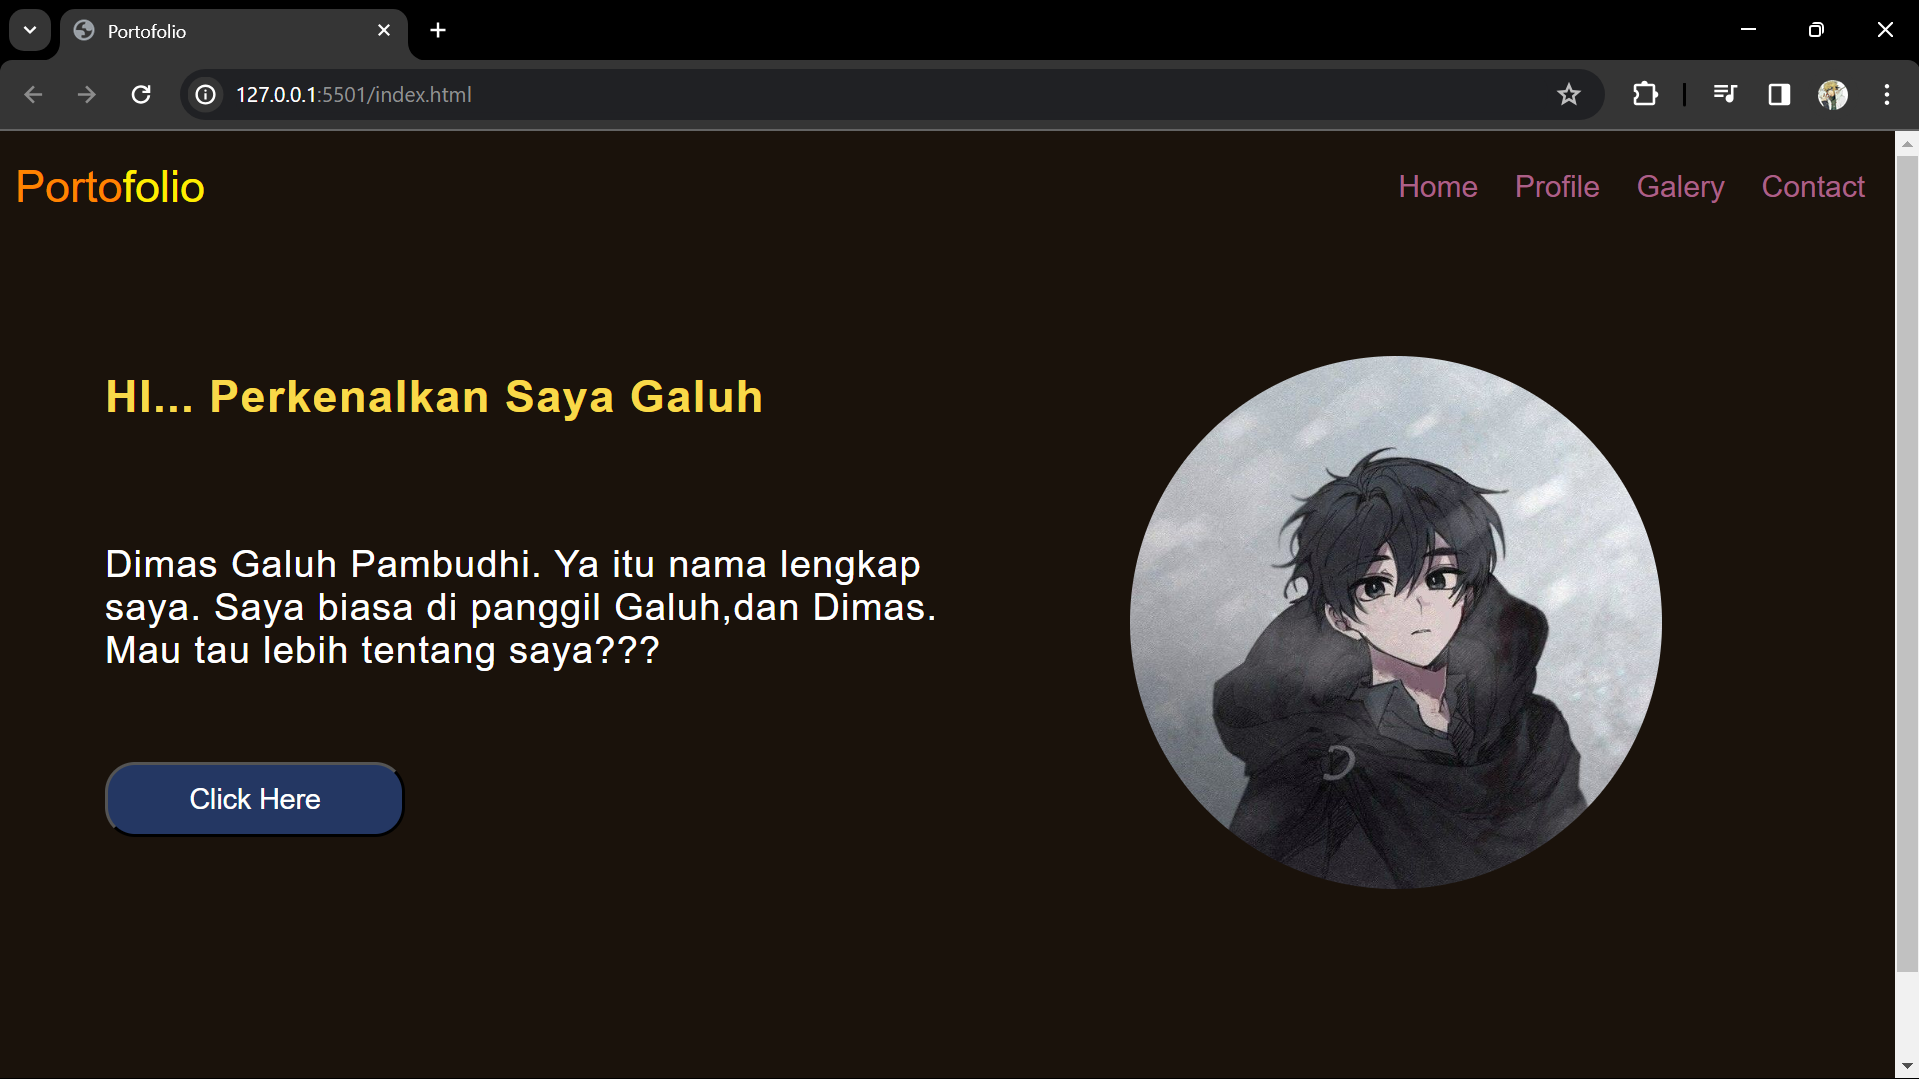 Portofolio
127.0.0.1:5501/index.html
Portofolio
Home Profile Galery Contact
HI... Perkenalkan Saya Galuh
Dimas Galuh Pambudhi. Ya itu nama lengkap
saya. Saya biasa di panggil Galuh,dan Dimas.
Mau tau lebih tentang saya???
Click Here